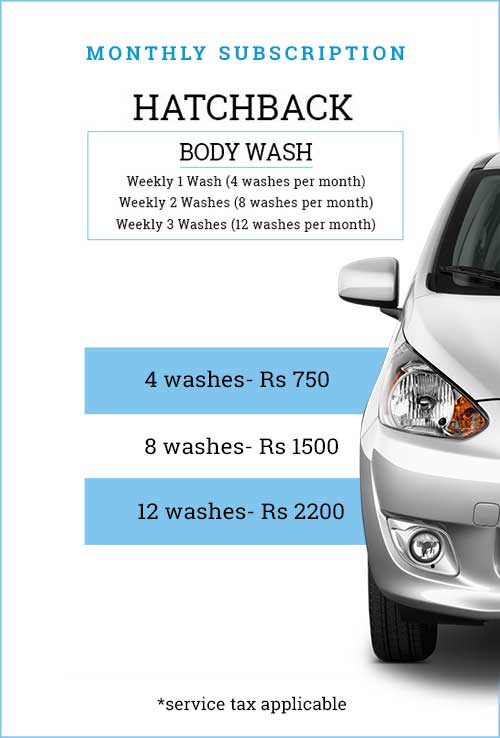 MONTHLY SUBSCRIPTION
HATCHBACK
BODY WASH
Weekly 1 Wash (4 washes per month)
Weekly 2 Washes (8 washes per month)
Weekly 3 Washes (12 washes per month)
4 washes- Rs 750
8 washes- Rs 1500
12 washes- Rs 2200
*service tax applicable